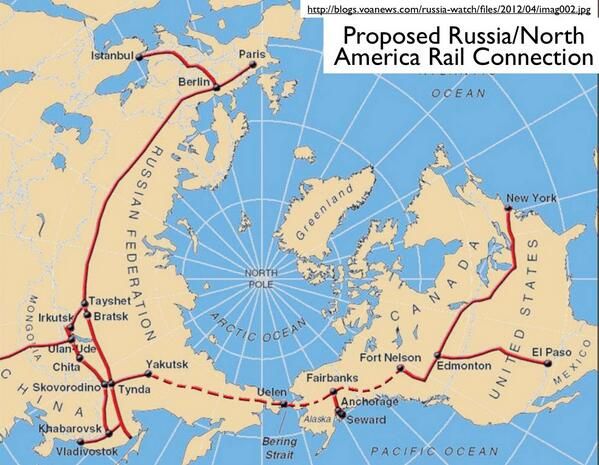 http://blogs.voanews.com/russia-watch/files/2012/04/imag002.jpg
Proposed Russia/North
America Rail Connection
Istanbul
Paris
Berlin
OCEAN
RUSSIAN FEDERATION
Greenland
New York
NORTH
POLE
CANADA
UNITED STATES
ARCTIC OCEAN
MONGOLIA
Tayshet
Bratsk
Irkutsk
Ulan-Ude
Chita
Yakutsk
Skovorodino
Tynda
CHINA
Khabarovsk
Vladivostok
Uelen
Bering
Strait
Fairbanks
Alaska
Anchorage
Seward
Fort Nelson
Edmonton
El Paso
MEXICO
PACIFIC OCEAN